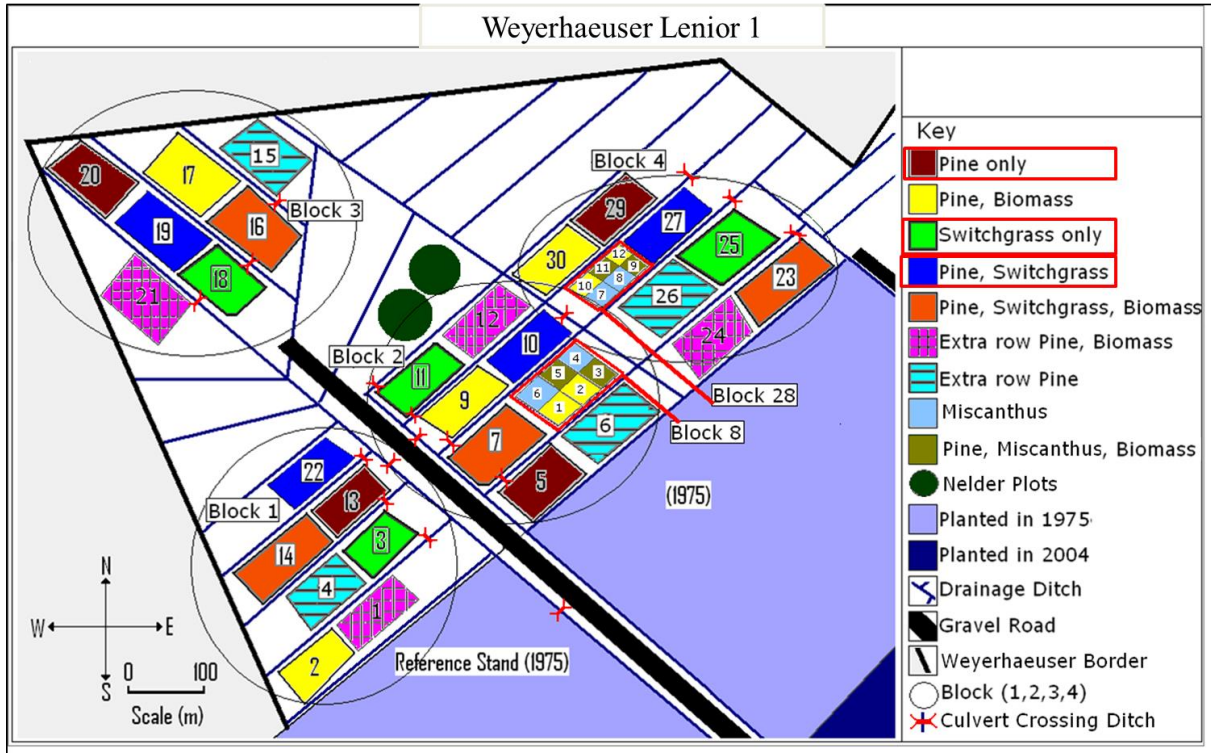 Weyerhaeuser Lenior 1
Key
Pine only
Pine, Biomass
Switchgrass only
Pine, Switchgrass
Pine, Switchgrass, Biomass
Extra row Pine, Biomass
Extra row Pine
Miscanthus
Pine, Miscanthus, Biomass
Nelder Plots
Planted in 1975
Planted in 2004
Drainage Ditch
Gravel Road
Weyerhaeuser Border
Block (1,2,3,4)
Culvert Crossing Ditch
15
17
20
16
Block 3
19
18
21
Block 4
29
27
25
30
12
11
9
8
10
7
26
23
24
Block 28
12
10
Block 2
11
9
4
5
3
2
6
1
7
6
Block 8
5
(1975)
22
13
Block 1
3
14
4
1
2
Reference Stand (1975)
N
W
E
S
0 100
Scale (m)